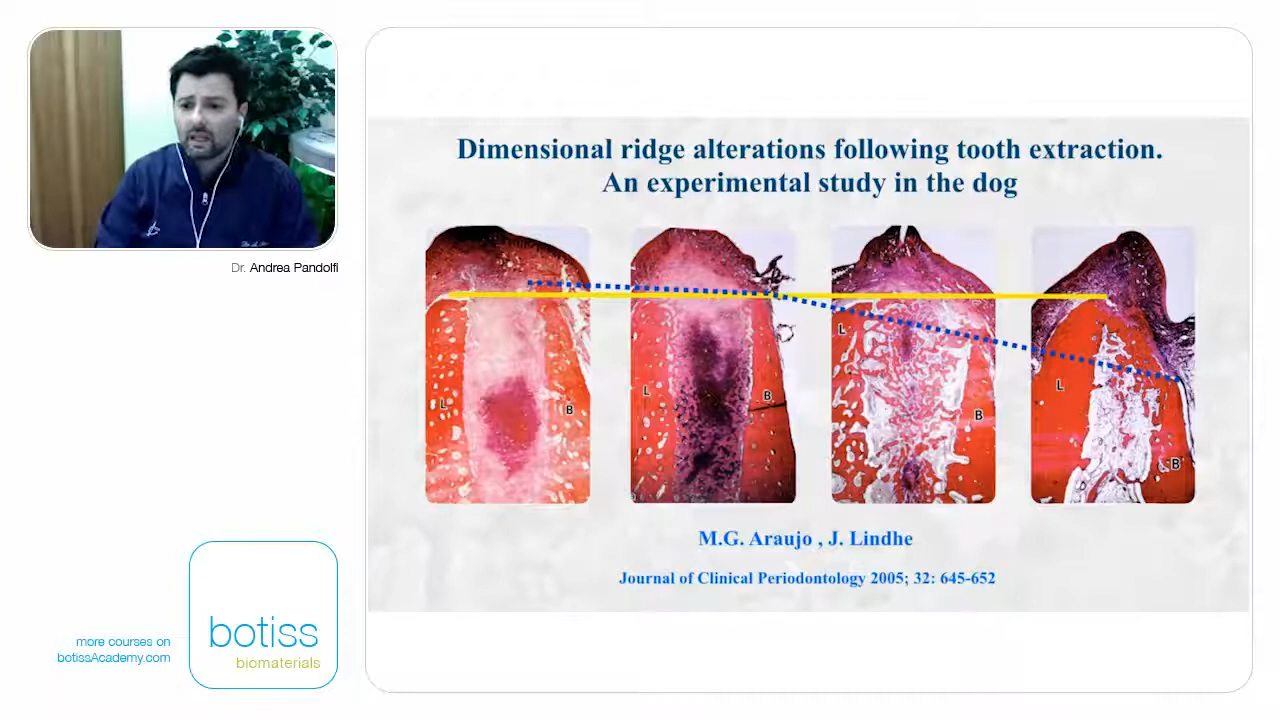 Dr. Andrea Pandolfi
more courses on
botissAcademy.com
botiss
biomaterials
Dimensional ridge alterations following tooth extraction.
An experimental study in the dog
L
B
L
B
L
B
L
B
M.G. Araujo , J. Lindhe
Journal of Clinical Periodontology 2005; 32: 645-652